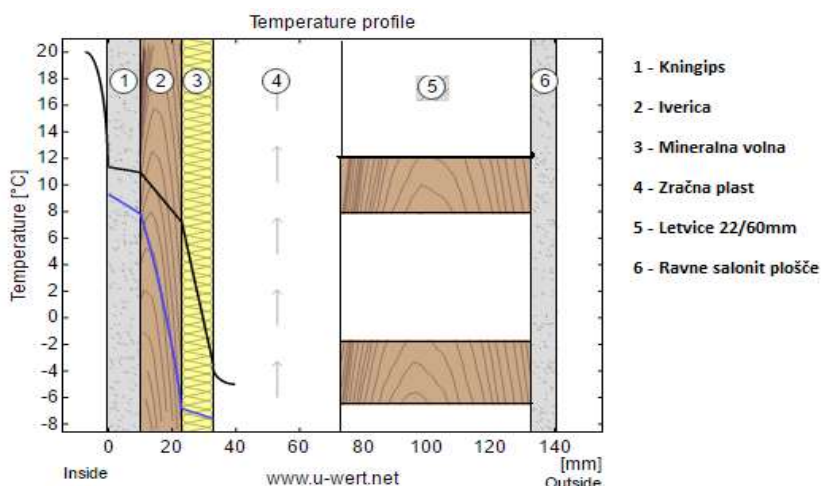 Temperature profile
20
18
16
14
12
10
8
6
4
2
0
-2
-4
-6
-8
Temperature [°C]
1
2
3
4
5
6
0
20
40
60
80
100
120
140
[mm]
Inside
www.u-wert.net
Outside
1 - Kningips
2 - Iverica
3 - Mineralna volna
4 - Zračna plast
5 - Letvice 22/60mm
6 - Ravne salonit plošče